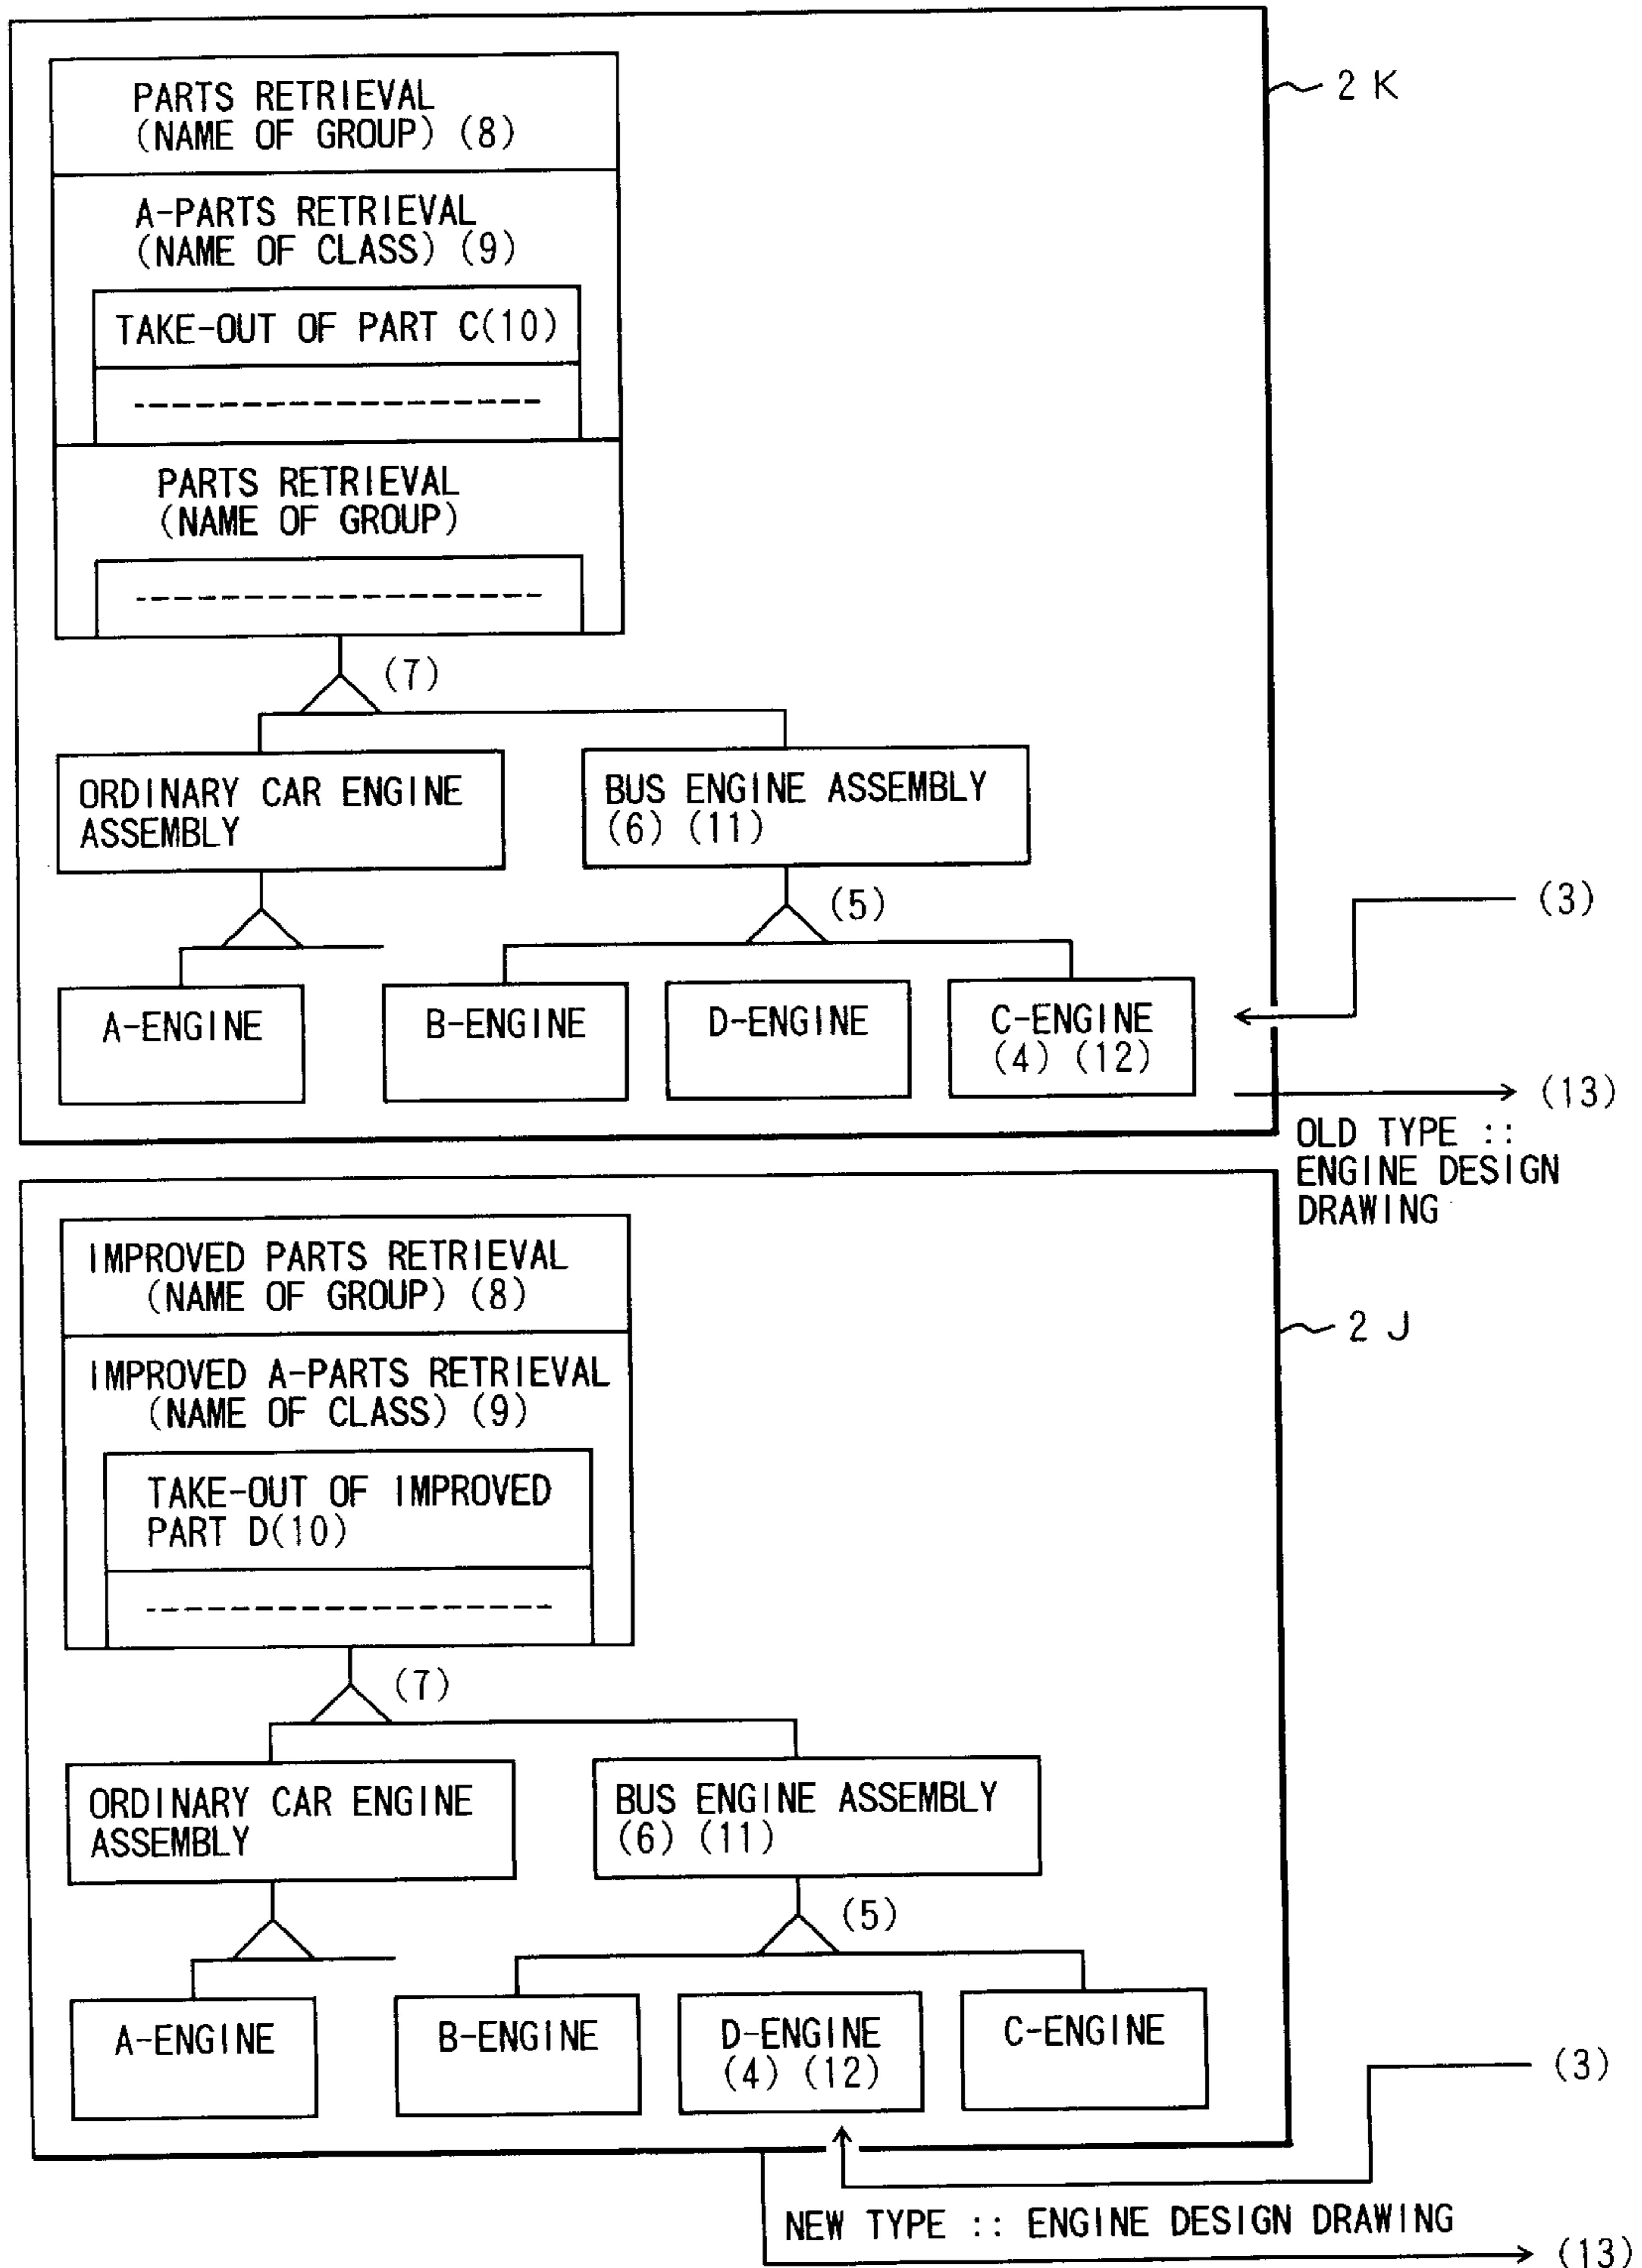 2 K
PARTS RETRIEVAL
(NAME OF GROUP) (8)
A-PARTS RETRIEVAL
(NAME OF CLASS) (9)
TAKE-OUT OF PART C(10)
PARTS RETRIEVAL
(NAME OF GROUP)
(7)
ORDINARY CAR ENGINE
ASSEMBLY
BUS ENGINE ASSEMBLY
(6) (11)
(5)
(3)
A-ENGINE
B-ENGINE
D-ENGINE
C-ENGINE
(4) (12)
(13)
OLD TYPE ::
ENGINE DESIGN
DRAWING
2 J
IMPROVED PARTS RETRIEVAL
(NAME OF GROUP) (8)
IMPROVED A-PARTS RETRIEVAL
(NAME OF CLASS) (9)
TAKE-OUT OF IMPROVED
PART D(10)
(7)
ORDINARY CAR ENGINE
ASSEMBLY
BUS ENGINE ASSEMBLY
(6) (11)
(5)
A-ENGINE
B-ENGINE
D-ENGINE
(4) (12)
C-ENGINE
(3)
NEW TYPE :: ENGINE DESIGN DRAWING
(13)